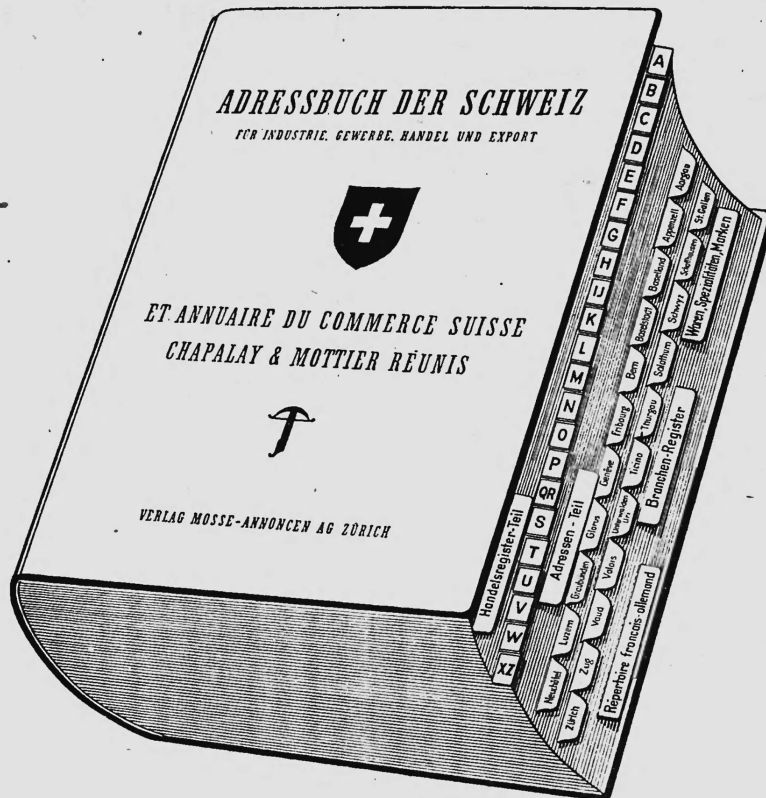 ADRESSBUCH DER SCHWEIZ
FÜR INDUSTRIE, GEWERBE, HANDEL UND EXPORT
ET ANNUAIRE DU COMMERCE SUISSE
CHAPALAY & MOTTIER RÉUNIS
VERLAG MOSSE-ANNONCEN AG ZÜRICH
A
B
C
D
E
F
G
H
IJ
K
L
M
N
O
P
QR
S
T
U
V
W
XZ
Handelsregister-Teil
Adressen-Teil
Aargau
Appenzell
Baselland
Baselstadt
Bern
Fribourg
Genève
Glarus
Graubünden
Luzern
Neuchâtel
St.Gallen
Schaffhausen
Schwyz
Solothurn
Thurgau
Ticino
Unterwalden
Uri
Valais
Vaud
Zug
Zürich
Waren, Spezialitäten, Marken
Branchen-Register
Répertoire français-allemand